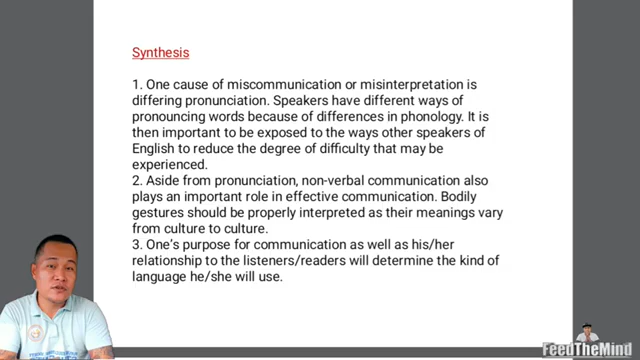 Synthesis
1. One cause of miscommunication or misinterpretation is
differing pronunciation. Speakers have different ways of
pronouncing words because of differences in phonology. It is
then important to be exposed to the ways other speakers of
English to reduce the degree of difficulty that may be
experienced.
2. Aside from pronunciation, non-verbal communication also
plays an important role in effective communication. Bodily
gestures should be properly interpreted as their meanings vary
from culture to culture.
3. One's purpose for communication as well as his/her
relationship to the listeners/readers will determine the kind of
language he/she will use.
FeedTheMind